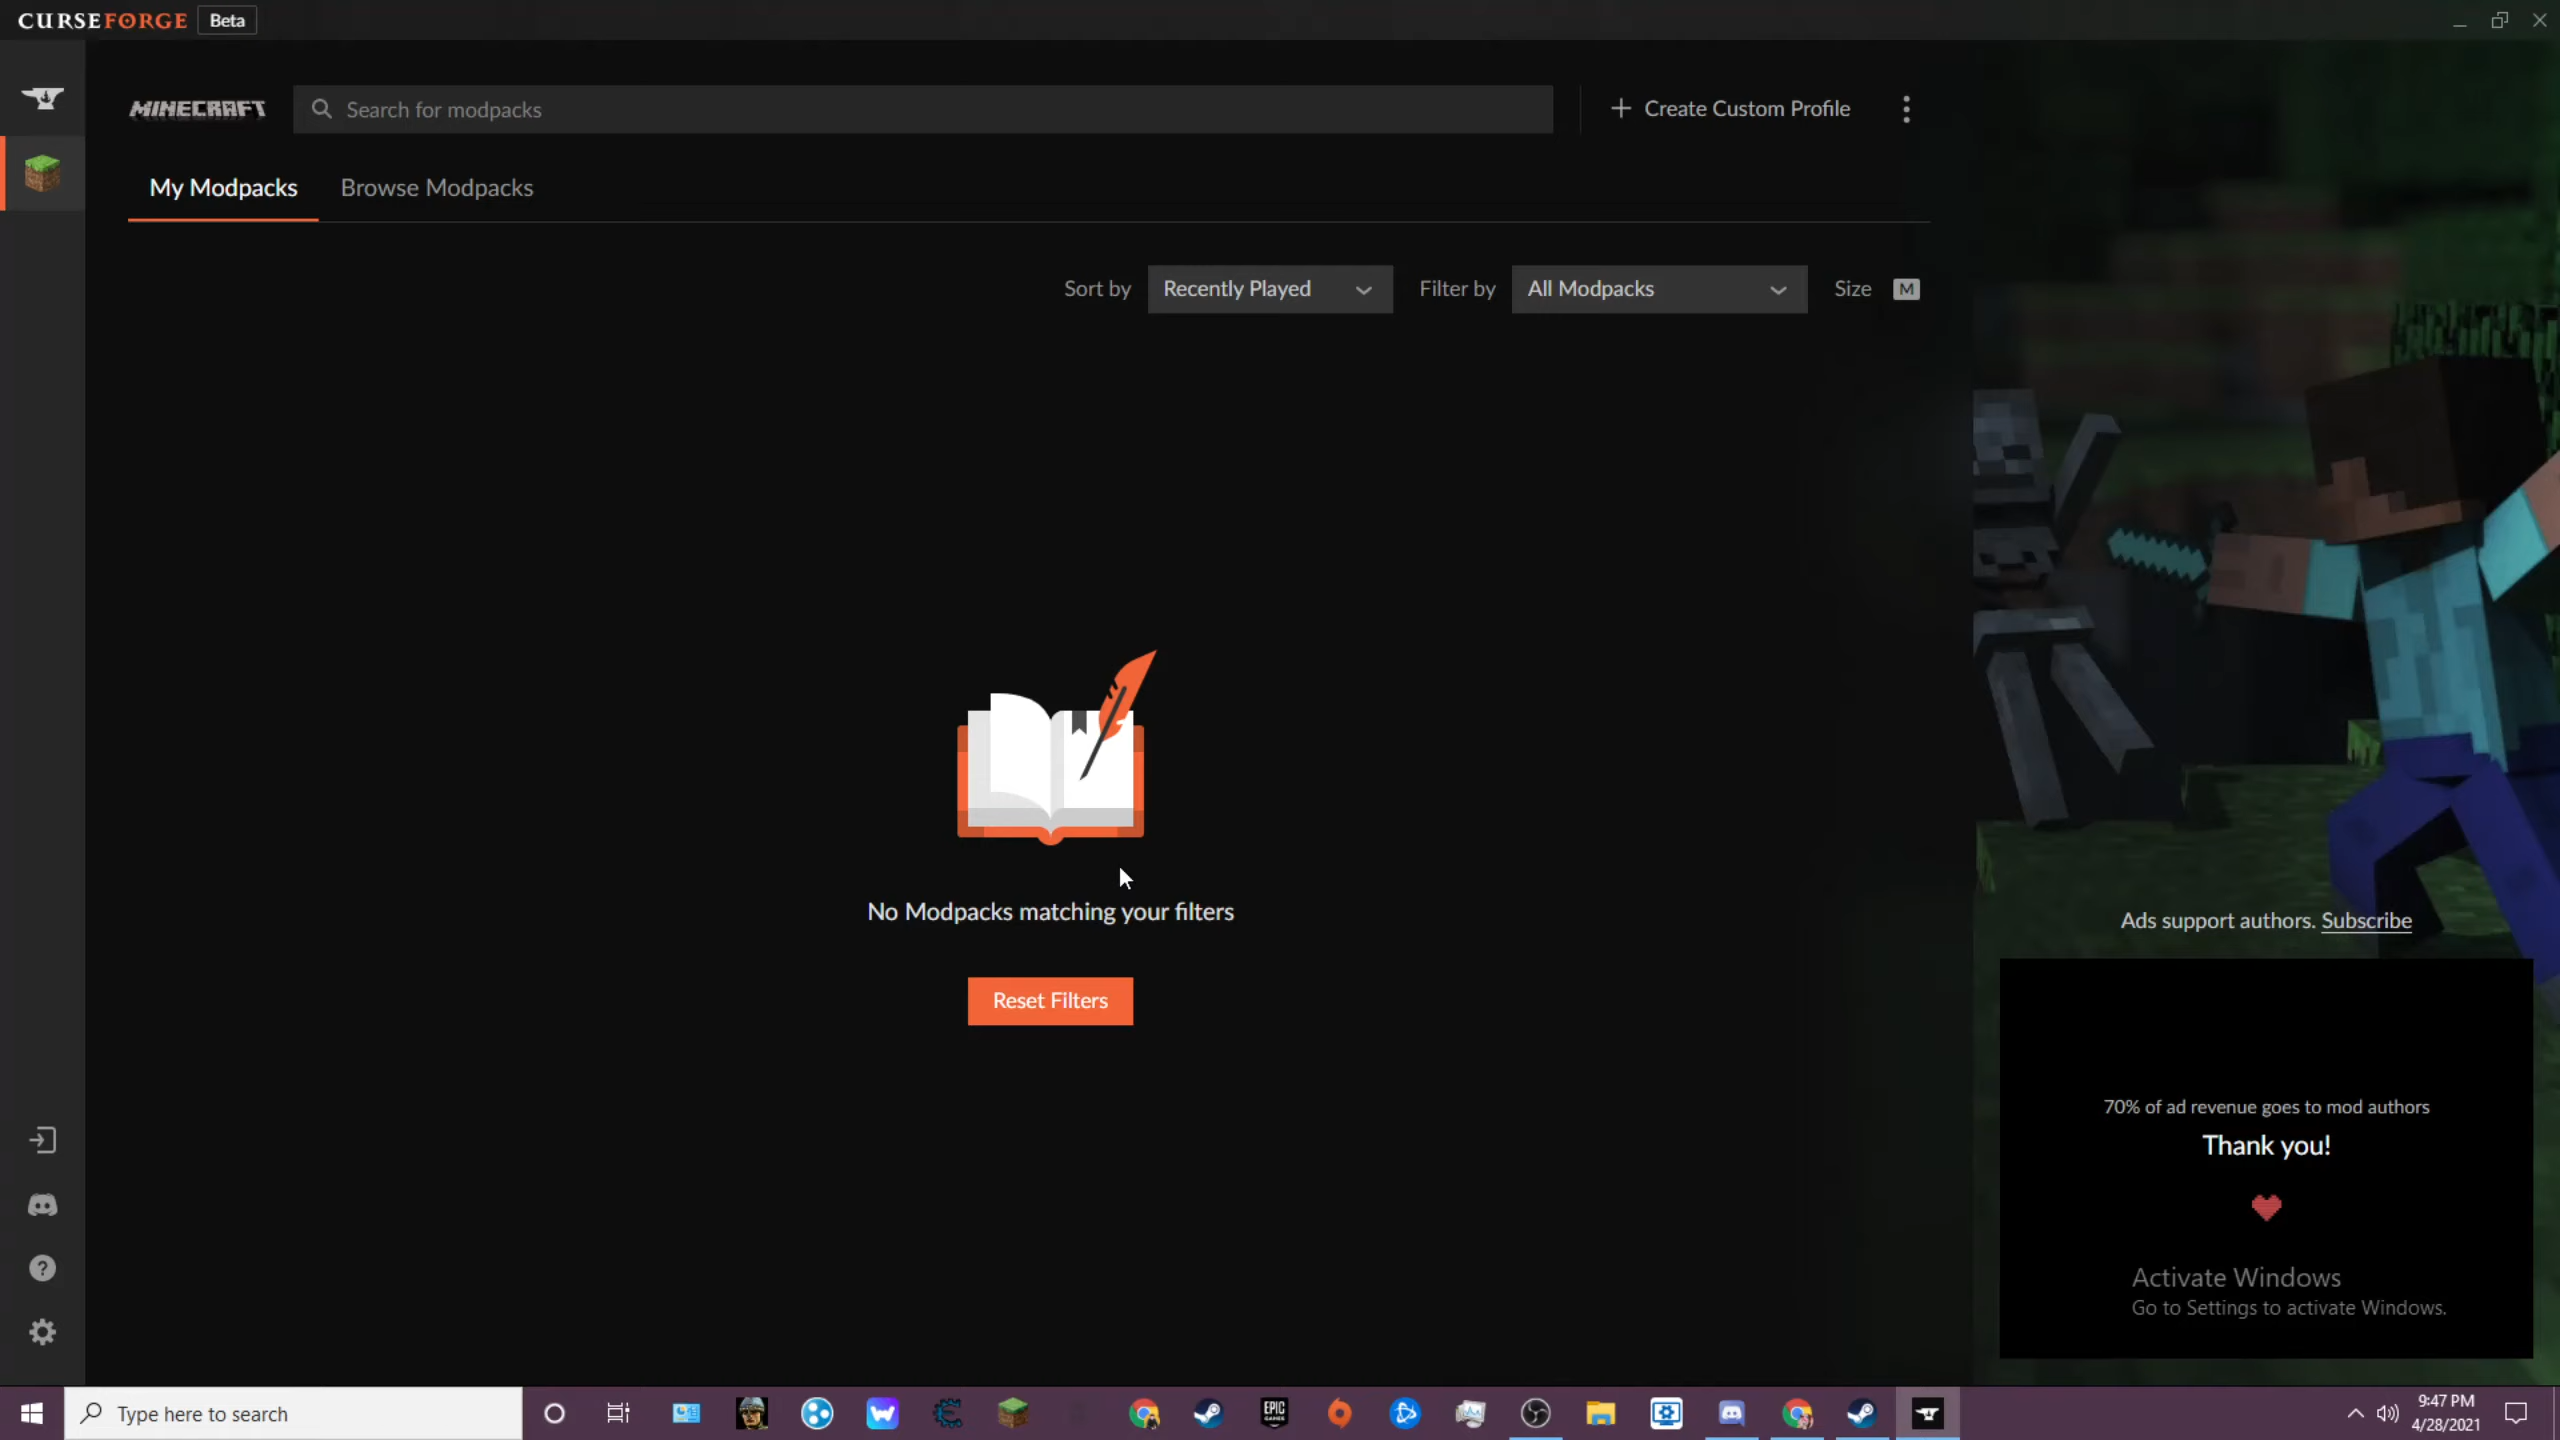 CURSEFORGE Beta
MINECRAFT
Search for modpacks
+ Create Custom Profile
My Modpacks
Browse Modpacks
Sort by
Recently Played
Filter by
All Modpacks
Size
M
No Modpacks matching your filters
Reset Filters
Ads support authors. Subscribe
70% of ad revenue goes to mod authors
Thank you!
Activate Windows
Go to Settings to activate Windows.
Type here to search
EPIC
GAMES
9:47 PM
4/28/2021